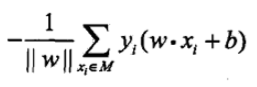 $$-\frac{1}{\| w \|} \sum_{x_i \in M} y_i (w \cdot x_i + b)$$